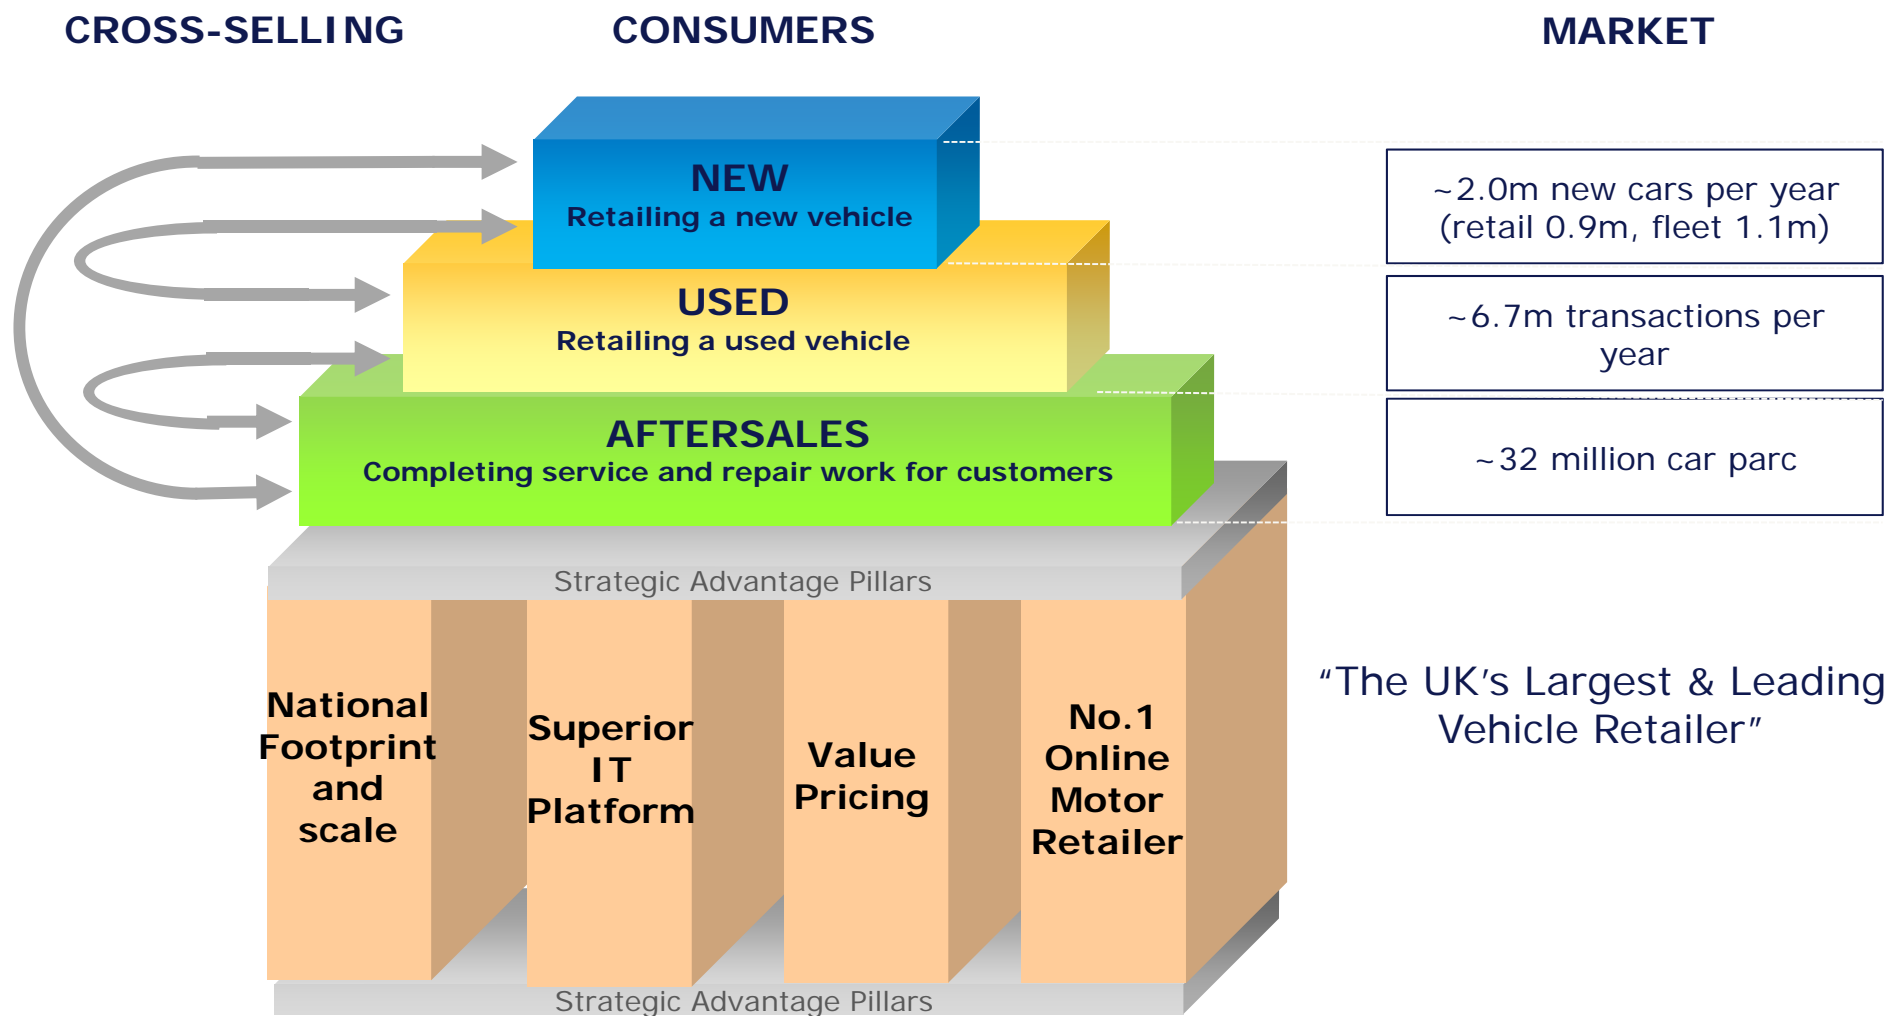 CROSS-SELLING
CONSUMERS
MARKET
NEW
Retailing a new vehicle
~2.0m new cars per year
(retail 0.9m, fleet 1.1m)
USED
Retailing a used vehicle
~6.7m transactions per
year
AFTERSALES
Completing service and repair work for customers
~32 million car parc
Strategic Advantage Pillars
National
Footprint
and
scale
Superior
IT
Platform
Value
Pricing
No.1
Online
Motor
Retailer
“The UK’s Largest & Leading
Vehicle Retailer”
Strategic Advantage Pillars